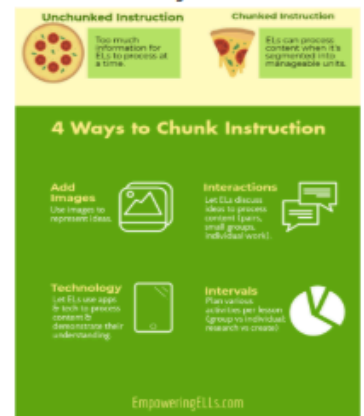 Unchunked Instruction
Too much
information for
ELs to process at
a time.
Chunked Instruction
ELs can process
content when it's
segmented into
manageable units.
4 Ways to Chunk Instruction
Add
Images
Use images to
represent ideas.
Interactions
Let ELs discuss
ideas to process
content (pairs,
small groups,
individual work).
Technology
Let ELs use apps
& tech to process
content &
demonstrate their
understanding.
Intervals
Plan various
activities per lesson
(group vs individual;
research vs create)
EmpoweringELLs.com